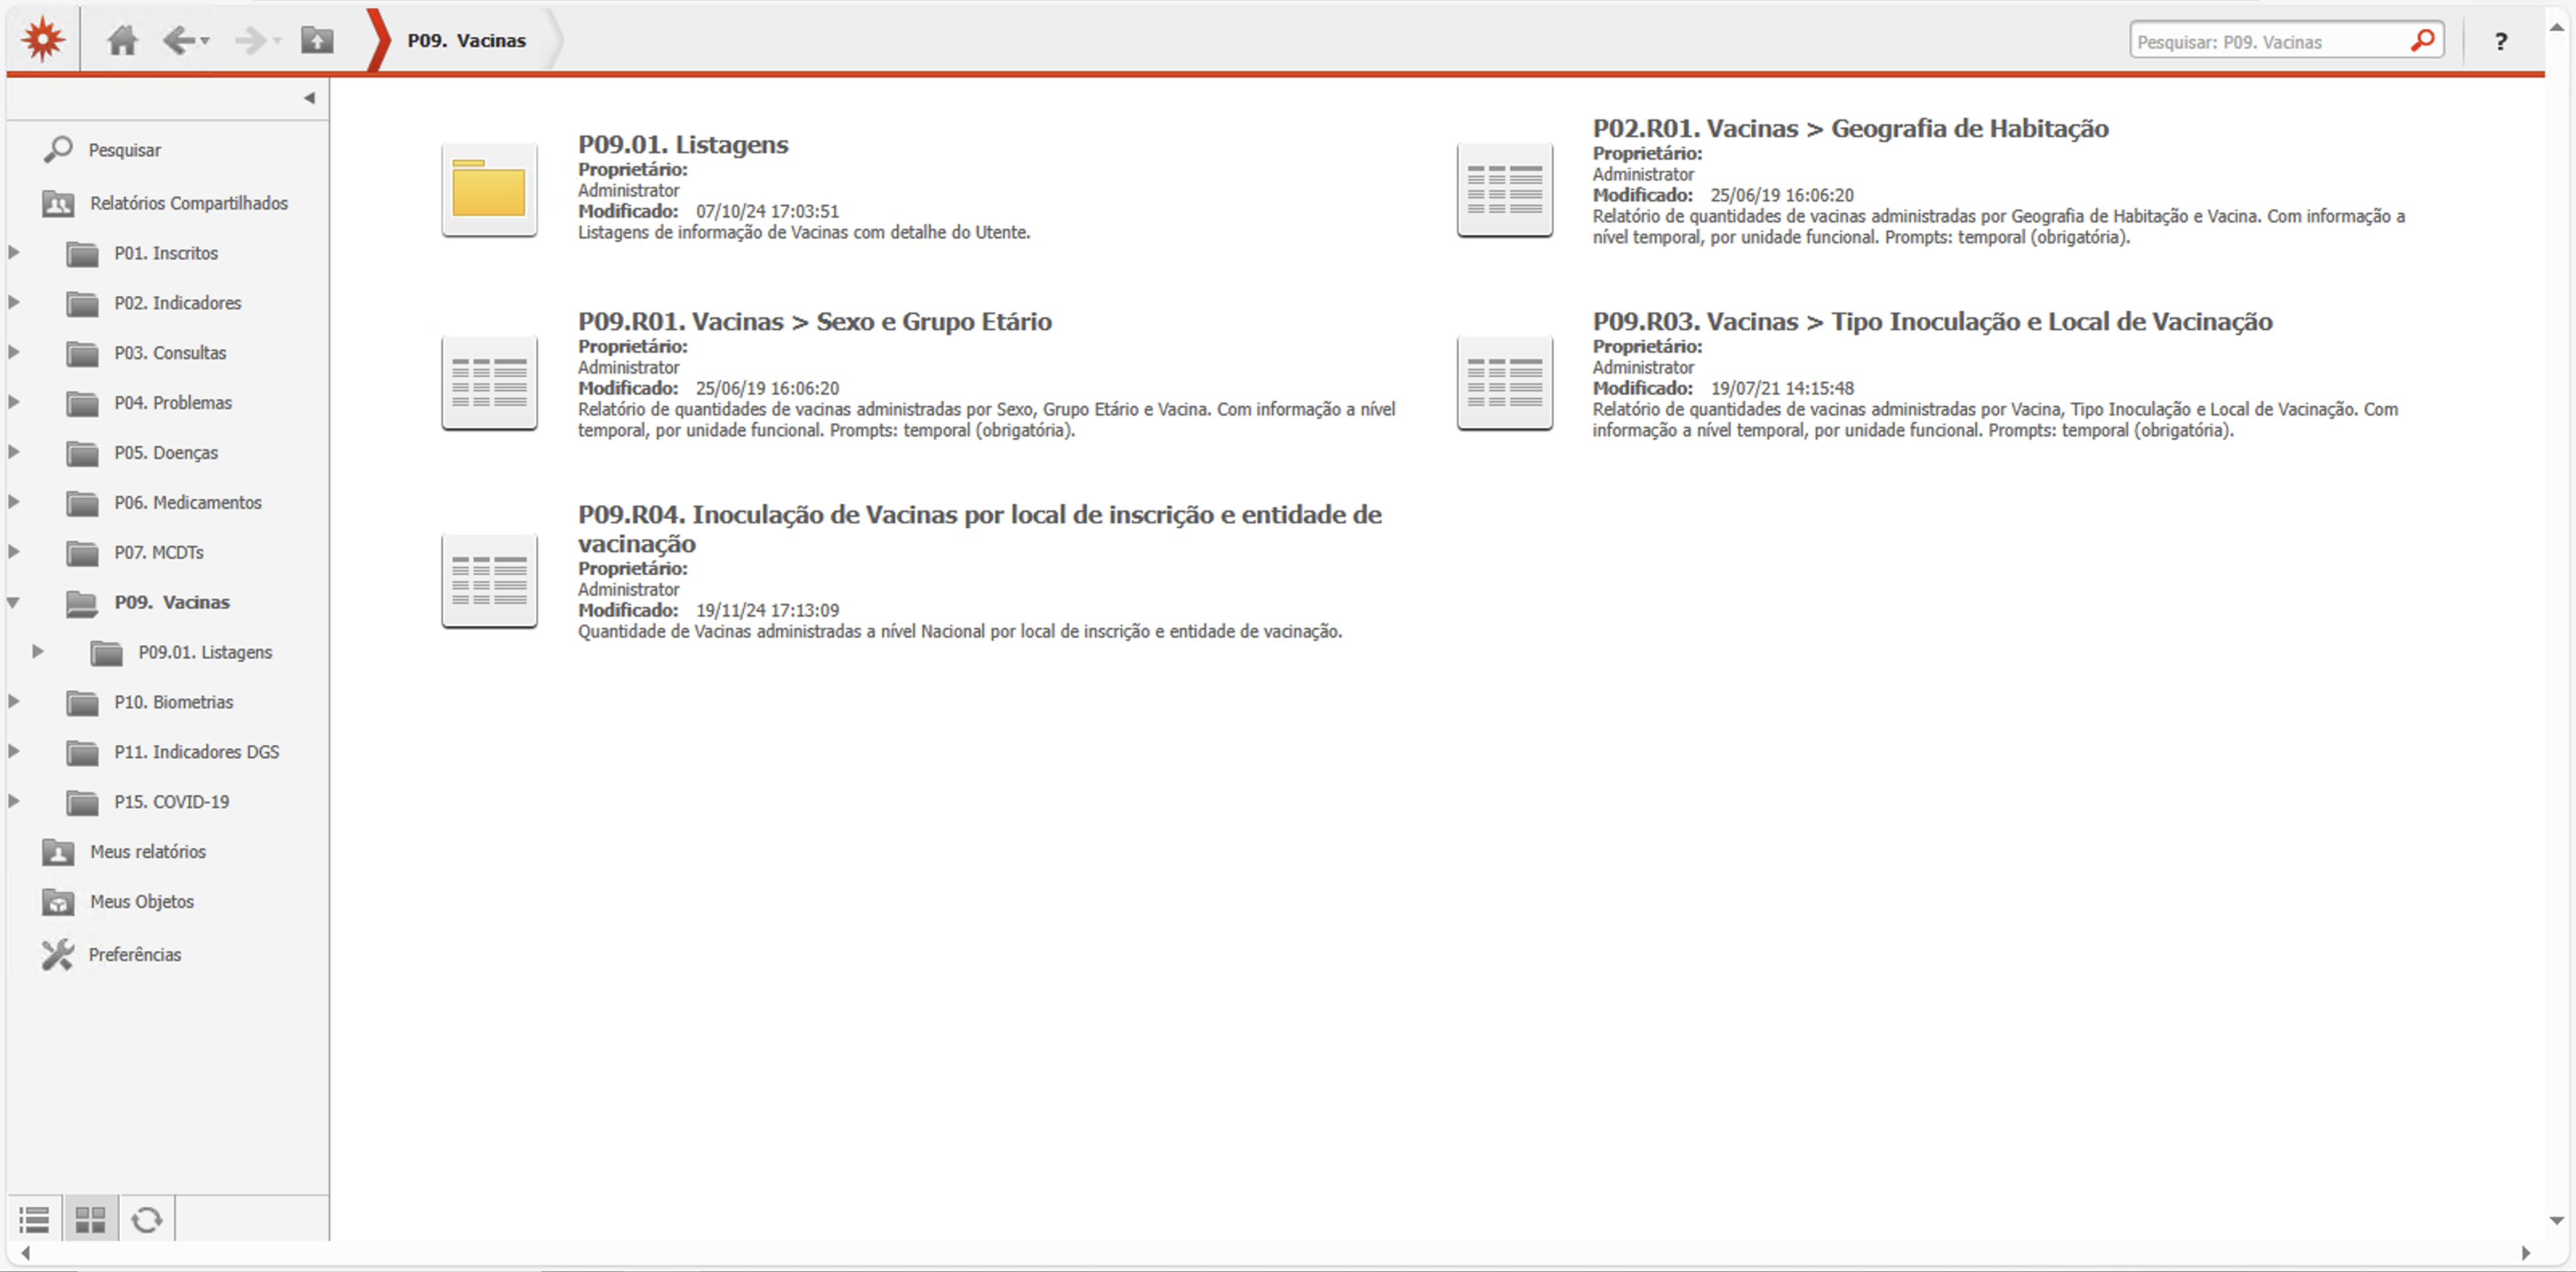 P09.  Vacinas
Pesquisar: P09. Vacinas
?
Pesquisar
Relatórios Compartilhados
P01. Inscritos
P02. Indicadores
P03. Consultas
P04. Problemas
P05. Doenças
P06. Medicamentos
P07. MCDTs
P09.  Vacinas
P09.01. Listagens
P10. Biometrias
P11. Indicadores DGS
P15. COVID-19
Meus relatórios
Meus Objetos
Preferências
P09.01. Listagens
Proprietário:
Administrator
Modificado: 07/10/24 17:03:51
Listagens de informação de Vacinas com detalhe do Utente.
P02.R01. Vacinas > Geografia de Habitação
Proprietário:
Administrator
Modificado: 25/06/19 16:06:20
Relatório de quantidades de vacinas administradas por Geografia de Habitação e Vacina. Com informação a
nível temporal, por unidade funcional. Prompts: temporal (obrigatória).
P09.R01. Vacinas > Sexo e Grupo Etário
Proprietário:
Administrator
Modificado: 25/06/19 16:06:20
Relatório de quantidades de vacinas administradas por Sexo, Grupo Etário e Vacina. Com informação a nível
temporal, por unidade funcional. Prompts: temporal (obrigatória).
P09.R03. Vacinas > Tipo Inoculação e Local de Vacinação
Proprietário:
Administrator
Modificado: 19/07/21 14:15:48
Relatório de quantidades de vacinas administradas por Vacina, Tipo Inoculação e Local de Vacinação. Com
informação a nível temporal, por unidade funcional. Prompts: temporal (obrigatória).
P09.R04. Inoculação de Vacinas por local de inscrição e entidade de
vacinação
Proprietário:
Administrator
Modificado: 19/11/24 17:13:09
Quantidade de Vacinas administradas a nível Nacional por local de inscrição e entidade de vacinação.